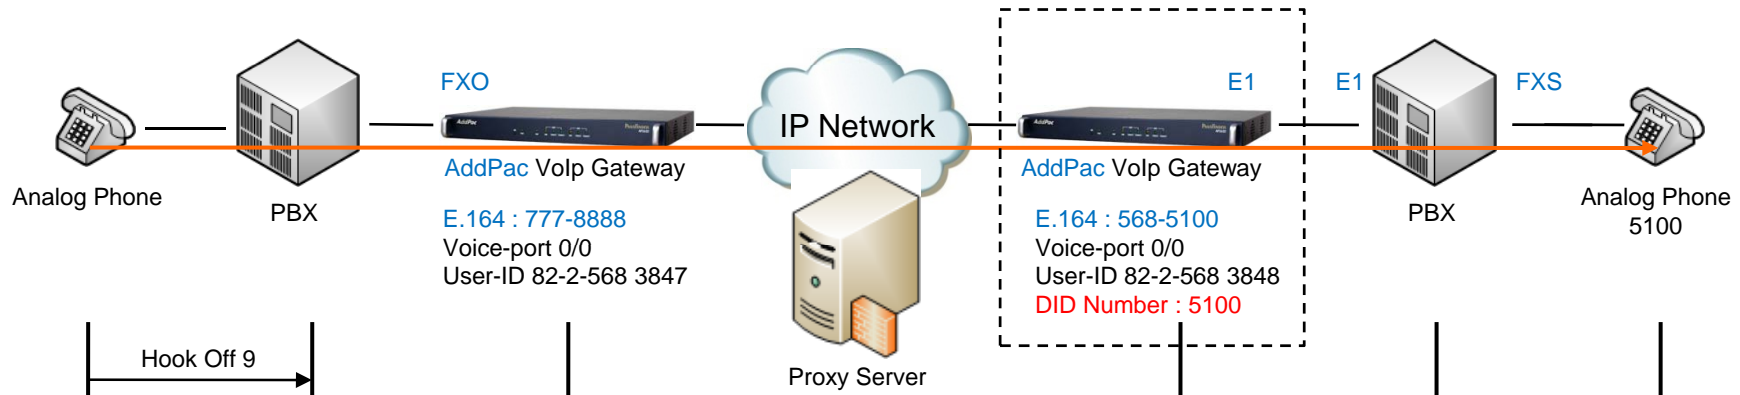 FXO
E1
E1
FXS
AddPac
AddPac
IP Network
AddPac VoIp Gateway
AddPac VoIp Gateway
Analog Phone
PBX
PBX
Analog Phone
5100
E.164 : 777-8888
Voice-port 0/0
User-ID 82-2-568 3847
E.164 : 568-5100
Voice-port 0/0
User-ID 82-2-568 3848
DID Number : 5100
Hook Off 9
Proxy Server